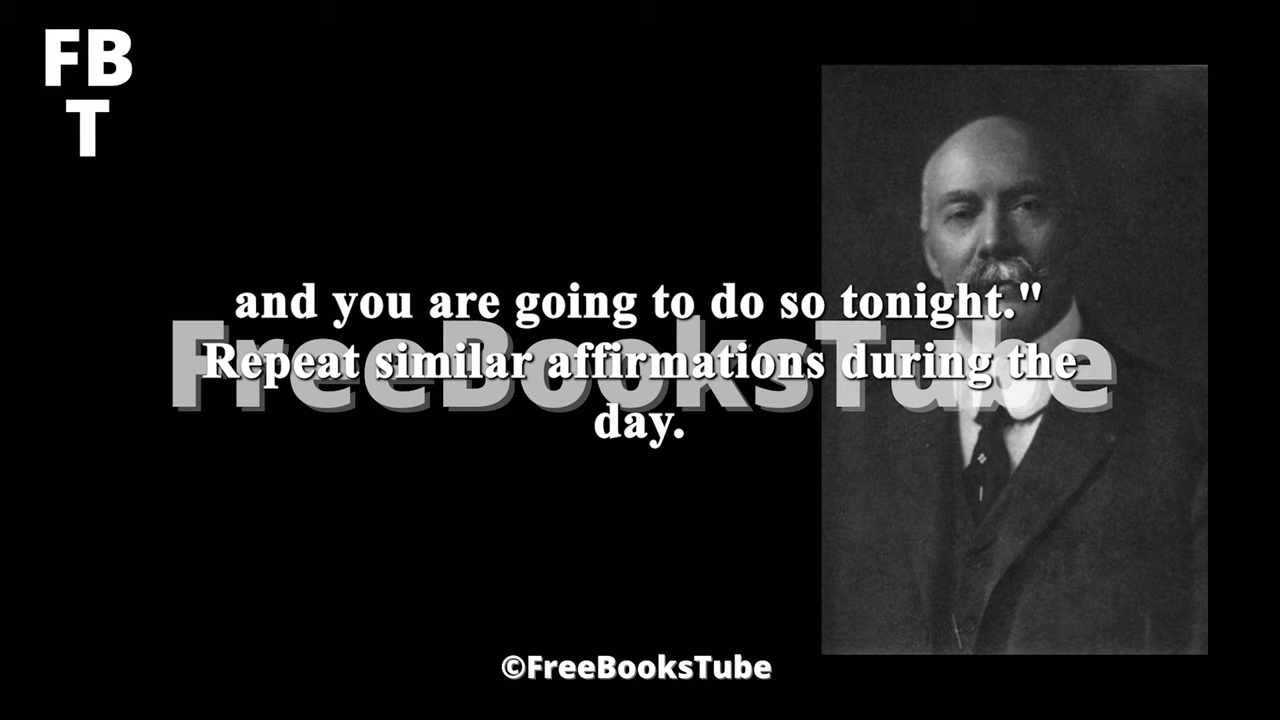 FB
T
and you are going to do so tonight."
FreeBooksTube
Repeat similar affirmations during the
day.
©FreeBooksTube